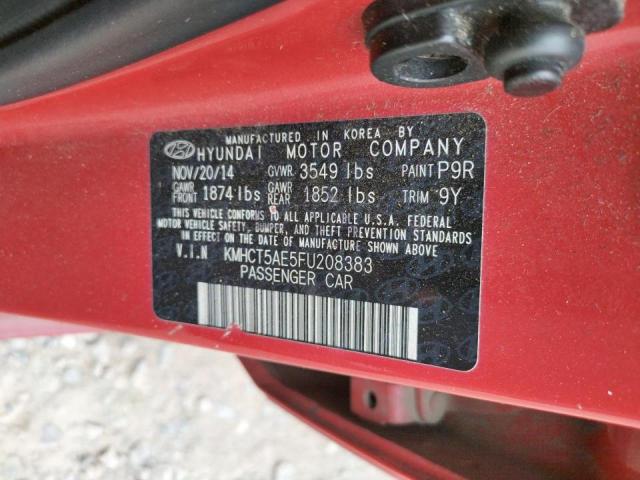 MANUFACTURED IN KOREA BY
HYUNDAI MOTOR COMPANY
NOV/20/14 GVWR 3549 lbs PAINT P9R
GAWR FRONT 1874 lbs GAWR REAR 1852 lbs TRIM 9Y
THIS VEHICLE CONFORMS TO ALL APPLICABLE U.S.A. FEDERAL
MOTOR VEHICLE SAFETY, BUMPER, AND THEFT PREVENTION STANDARDS
IN EFFECT ON THE DATE OF MANUFACTURE SHOWN ABOVE.
V.I.N KMHCT5AE5FU208383
PASSENGER CAR